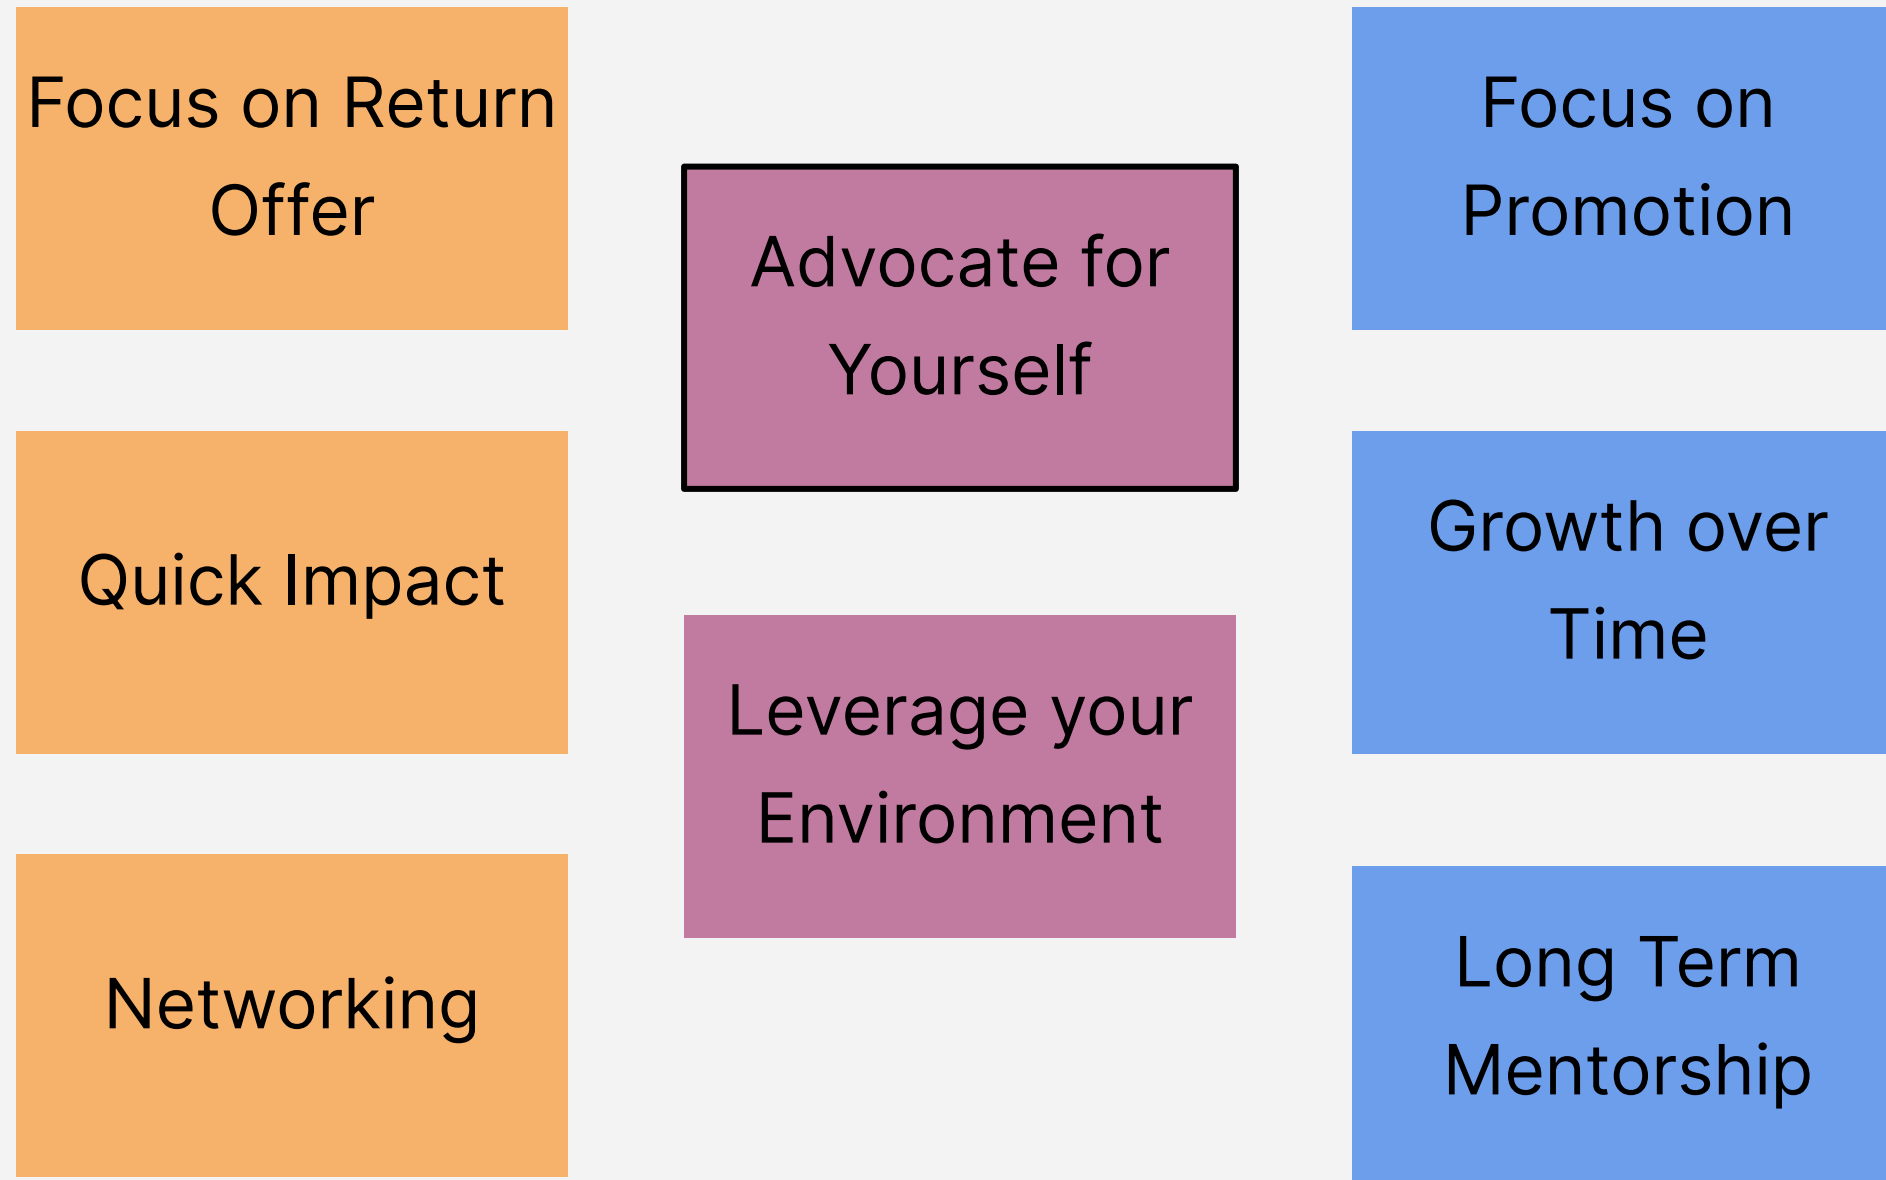 Focus on Return
Offer
Quick Impact
Networking
Advocate for
Yourself
Leverage your
Environment
Focus on
Promotion
Growth over
Time
Long Term
Mentorship